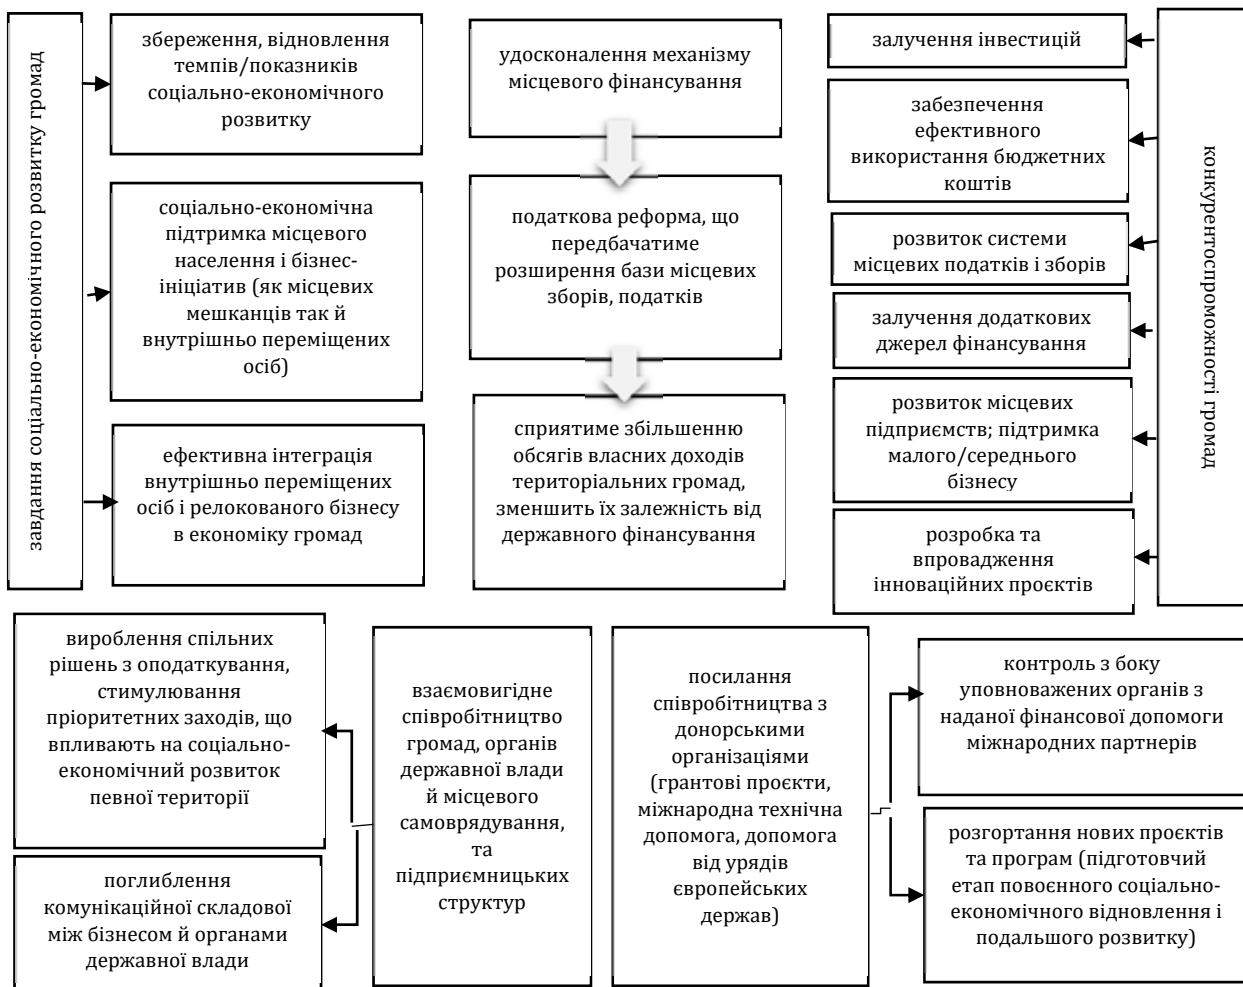 завдання соціально-економічного розвитку громад
збереження, відновлення
темпів/показників
соціально-економічного
розвитку
соціально-економічна
підтримка місцевого
населення і бізнес-
ініціатив (як місцевих
мешканців так й
внутрішньо переміщених
осіб)
ефективна інтеграція
внутрішньо переміщених
осіб і релокованого бізнесу
в економіку громад
удосконалення механізму
місцевого фінансування
податкова реформа, що
передбачатиме
розширення бази місцевих
зборів, податків
сприятиме збільшенню
обсягів власних доходів
територіальних громад,
зменшить їх залежність від
державного фінансування
залучення інвестицій
забезпечення
ефективного
використання бюджетних
коштів
розвиток системи
місцевих податків і зборів
залучення додаткових
джерел фінансування
розвиток місцевих
підприємств; підтримка
малого/середнього
бізнесу
розробка та
впровадження
інноваційних проєктів
конкурентоспроможності громад
вироблення спільних
рішень з оподаткування,
стимулювання
пріоритетних заходів, що
впливають на соціально-
економічний розвиток
певної території
поглиблення
комунікаційної складової
між бізнесом й органами
державної влади
взаємовигідне
співробітництво
громад, органів
державної влади
й місцевого
самоврядування,
та
підприємницьких
структур
посилання
співробітництва з
донорськими
організаціями
(грантові проєкти,
міжнародна технічна
допомога, допомога
від урядів
європейських
держав)
контроль з боку
уповноважених органів з
наданої фінансової допомоги
міжнародних партнерів
розгортання нових проєктів
та програм (підготовчий
етап повоєнного соціально-
економічного відновлення і
подальшого розвитку)